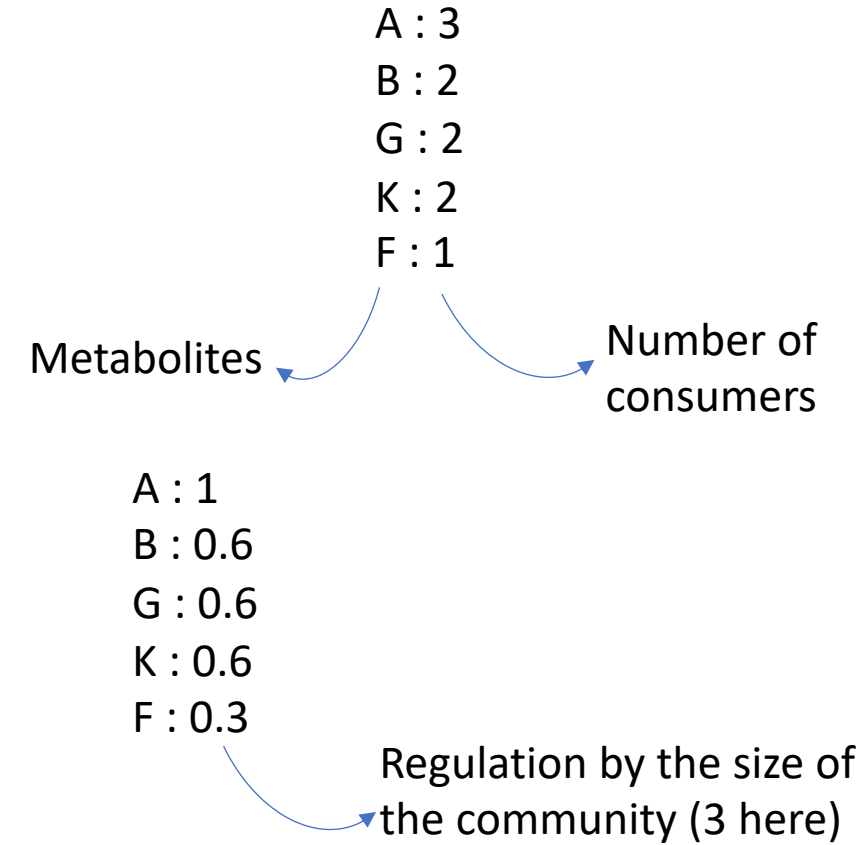 A : 3
B : 2
G : 2
K : 2
F : 1
Metabolites
Number of
consumers
A : 1
B : 0.6
G : 0.6
K : 0.6
F : 0.3
Regulation by the size of
the community (3 here)